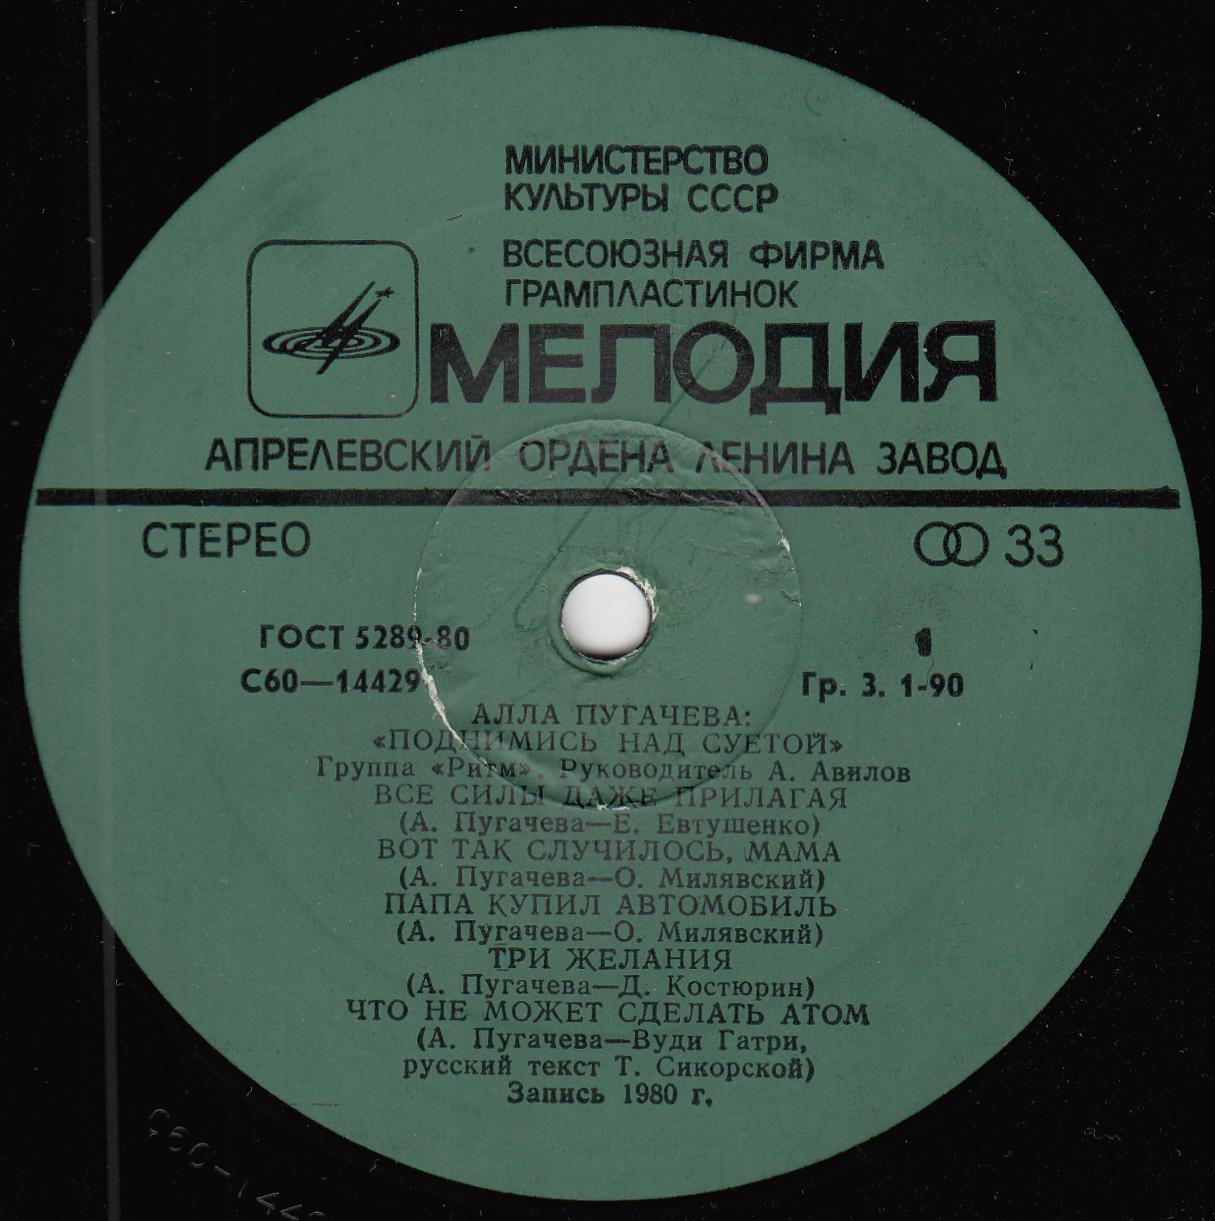 МИНИСТЕРСТВО
КУЛЬТУРЫ СССР
ВСЕСОЮЗНАЯ ФИРМА
ГРАМПЛАСТИНОК
МЕЛОДИЯ
АПРЕЛЕВСКИЙ ОРДЕНА ЛЕНИНА ЗАВОД
СТЕРЕО 33
ГОСТ 5289-80 1
С60—14429 Гр. 3. 1-90
АЛЛА ПУГАЧЕВА:
«ПОДНИМИСЬ НАД СУЕТОЙ»
Группа «Ритм». Руководитель А. Авилов
ВСЕ СИЛЫ ДАЖЕ ПРИЛАГАЯ
(А. Пугачева—Е. Евтушенко)
ВОТ ТАК СЛУЧИЛОСЬ, МАМА
(А. Пугачева—О. Милявский)
ПАПА КУПИЛ АВТОМОБИЛЬ
(А. Пугачева—О. Милявский)
ТРИ ЖЕЛАНИЯ
(А. Пугачева—Д. Костюрин)
ЧТО НЕ МОЖЕТ СДЕЛАТЬ АТОМ
(А. Пугачева—Вуди Гатри,
русский текст Т. Сикорской)
Запись 1980 г.